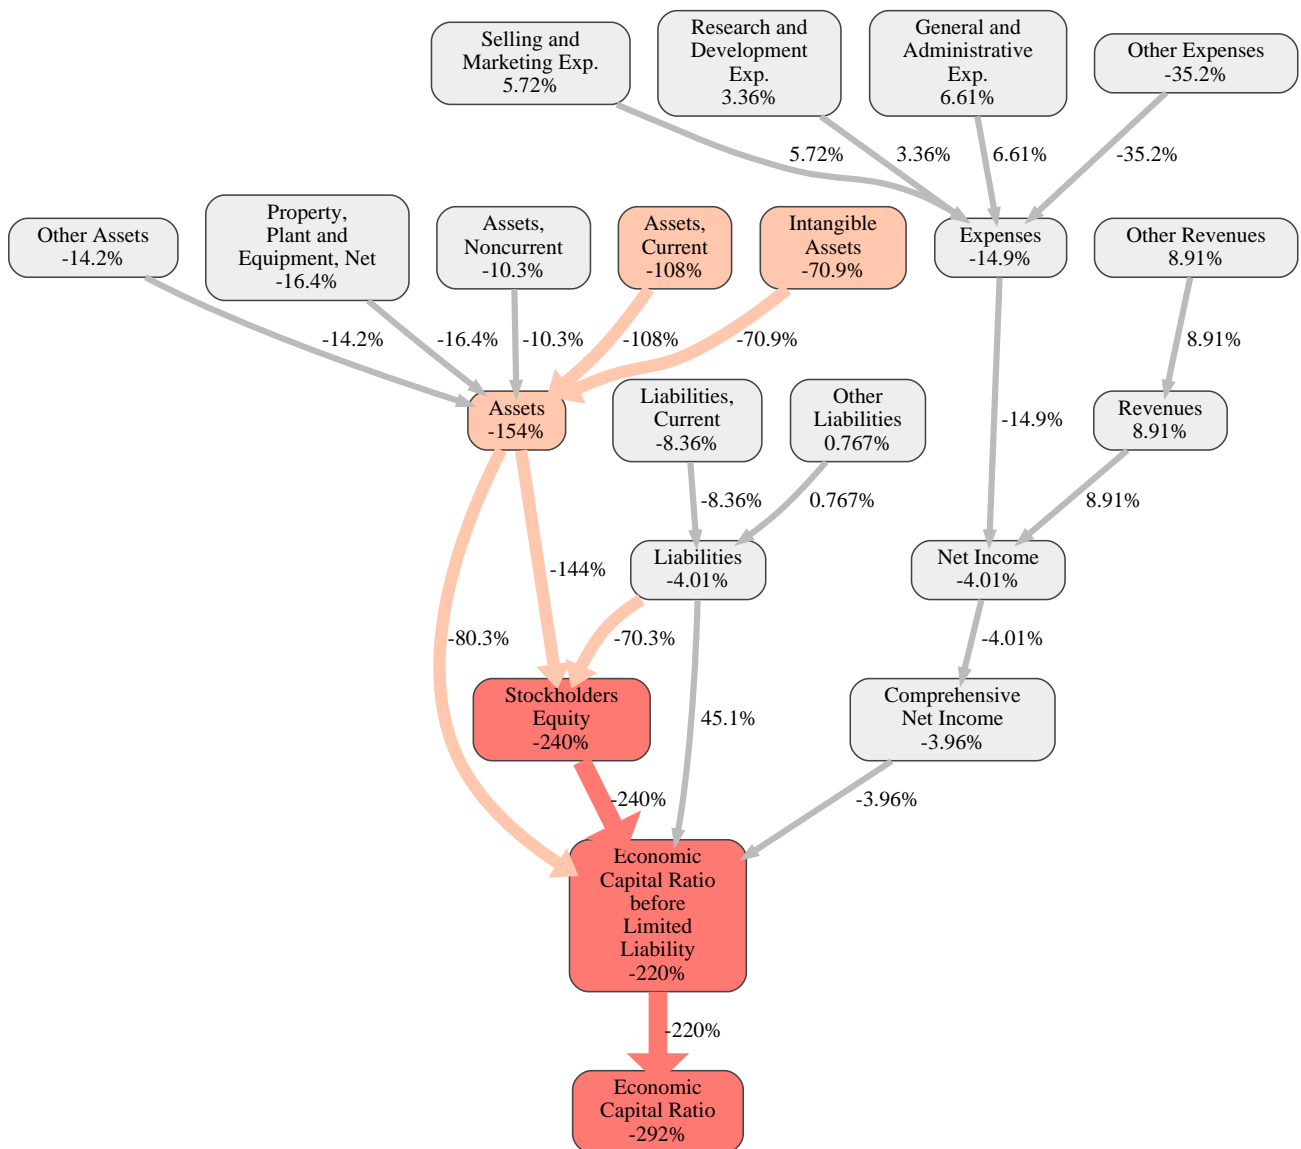 Selling and
Marketing Exp.
5.72%
Research and
Development
Exp.
3.36%
General and
Administrative
Exp.
6.61%
Other Expenses
-35.2%
5.72%
3.36%
6.61%
-35.2%
Other Assets
-14.2%
Property,
Plant and
Equipment, Net
-16.4%
Assets,
Noncurrent
-10.3%
Assets,
Current
-108%
Intangible
Assets
-70.9%
Expenses
-14.9%
Other Revenues
8.91%
-14.2%
-16.4%
-10.3%
-108%
-70.9%
8.91%
Assets
-154%
Liabilities,
Current
-8.36%
Other
Liabilities
0.767%
-14.9%
Revenues
8.91%
-8.36%
0.767%
8.91%
-144%
Liabilities
-4.01%
Net Income
-4.01%
-80.3%
-70.3%
-4.01%
Stockholders
Equity
-240%
45.1%
Comprehensive
Net Income
-3.96%
-240%
-3.96%
Economic
Capital Ratio
before
Limited
Liability
-220%
-220%
Economic
Capital Ratio
-292%